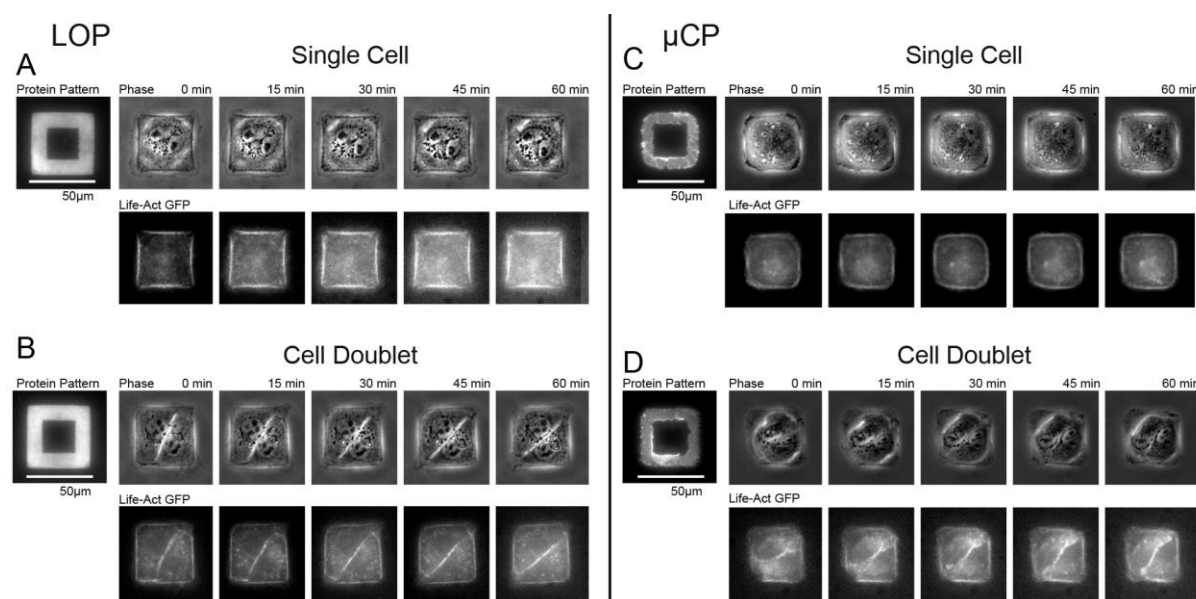 LOP
A
Single Cell
Protein Pattern
Phase 0 min 15 min 30 min 45 min 60 min
50µm
Life-Act GFP
B
Cell Doublet
Protein Pattern
Phase 0 min 15 min 30 min 45 min 60 min
50µm
Life-Act GFP
µCP
C
Single Cell
Protein Pattern
Phase 0 min 15 min 30 min 45 min 60 min
50µm
Life-Act GFP
D
Cell Doublet
Protein Pattern
Phase 0 min 15 min 30 min 45 min 60 min
50µm
Life-Act GFP